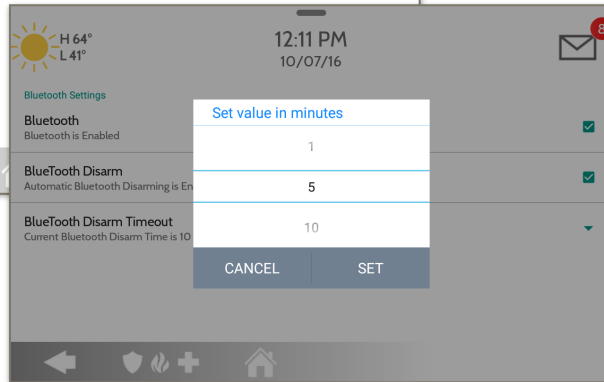 H 64°
L 41°
12:11 PM
10/07/16
8
Bluetooth Settings
Bluetooth
Bluetooth is Enabled
BlueTooth Disarm
Automatic Bluetooth Disarming is En
BlueTooth Disarm Timeout
Current Bluetooth Disarm Time is 10
Set value in minutes
1
5
10
CANCEL SET